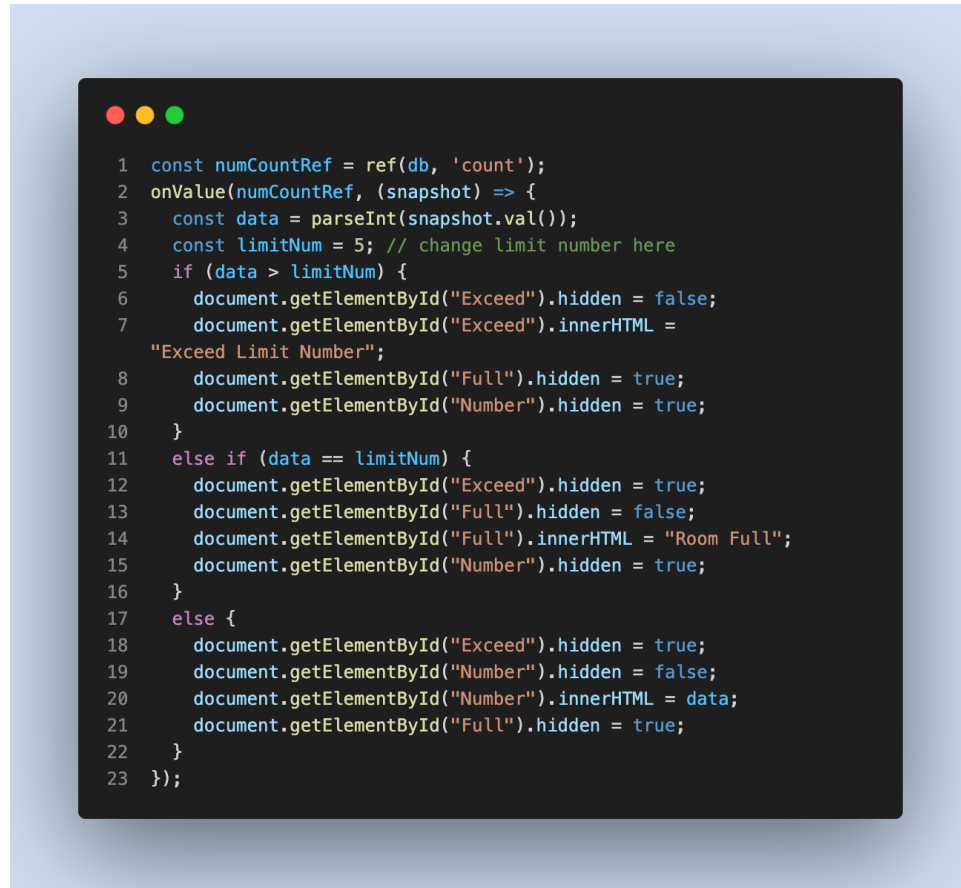 1 const numCountRef = ref(db, 'count');
2 onValue(numCountRef, (snapshot) => {
3   const data = parseInt(snapshot.val());
4   const limitNum = 5; // change limit number here
5   if (data > limitNum) {
6     document.getElementById("Exceed").hidden = false;
7     document.getElementById("Exceed").innerHTML =
"Exceed Limit Number";
8     document.getElementById("Full").hidden = true;
9     document.getElementById("Number").hidden = true;
10   }
11   else if (data == limitNum) {
12     document.getElementById("Exceed").hidden = true;
13     document.getElementById("Full").hidden = false;
14     document.getElementById("Full").innerHTML = "Room Full";
15     document.getElementById("Number").hidden = true;
16   }
17   else {
18     document.getElementById("Exceed").hidden = true;
19     document.getElementById("Number").hidden = false;
20     document.getElementById("Number").innerHTML = data;
21     document.getElementById("Full").hidden = true;
22   }
23 });